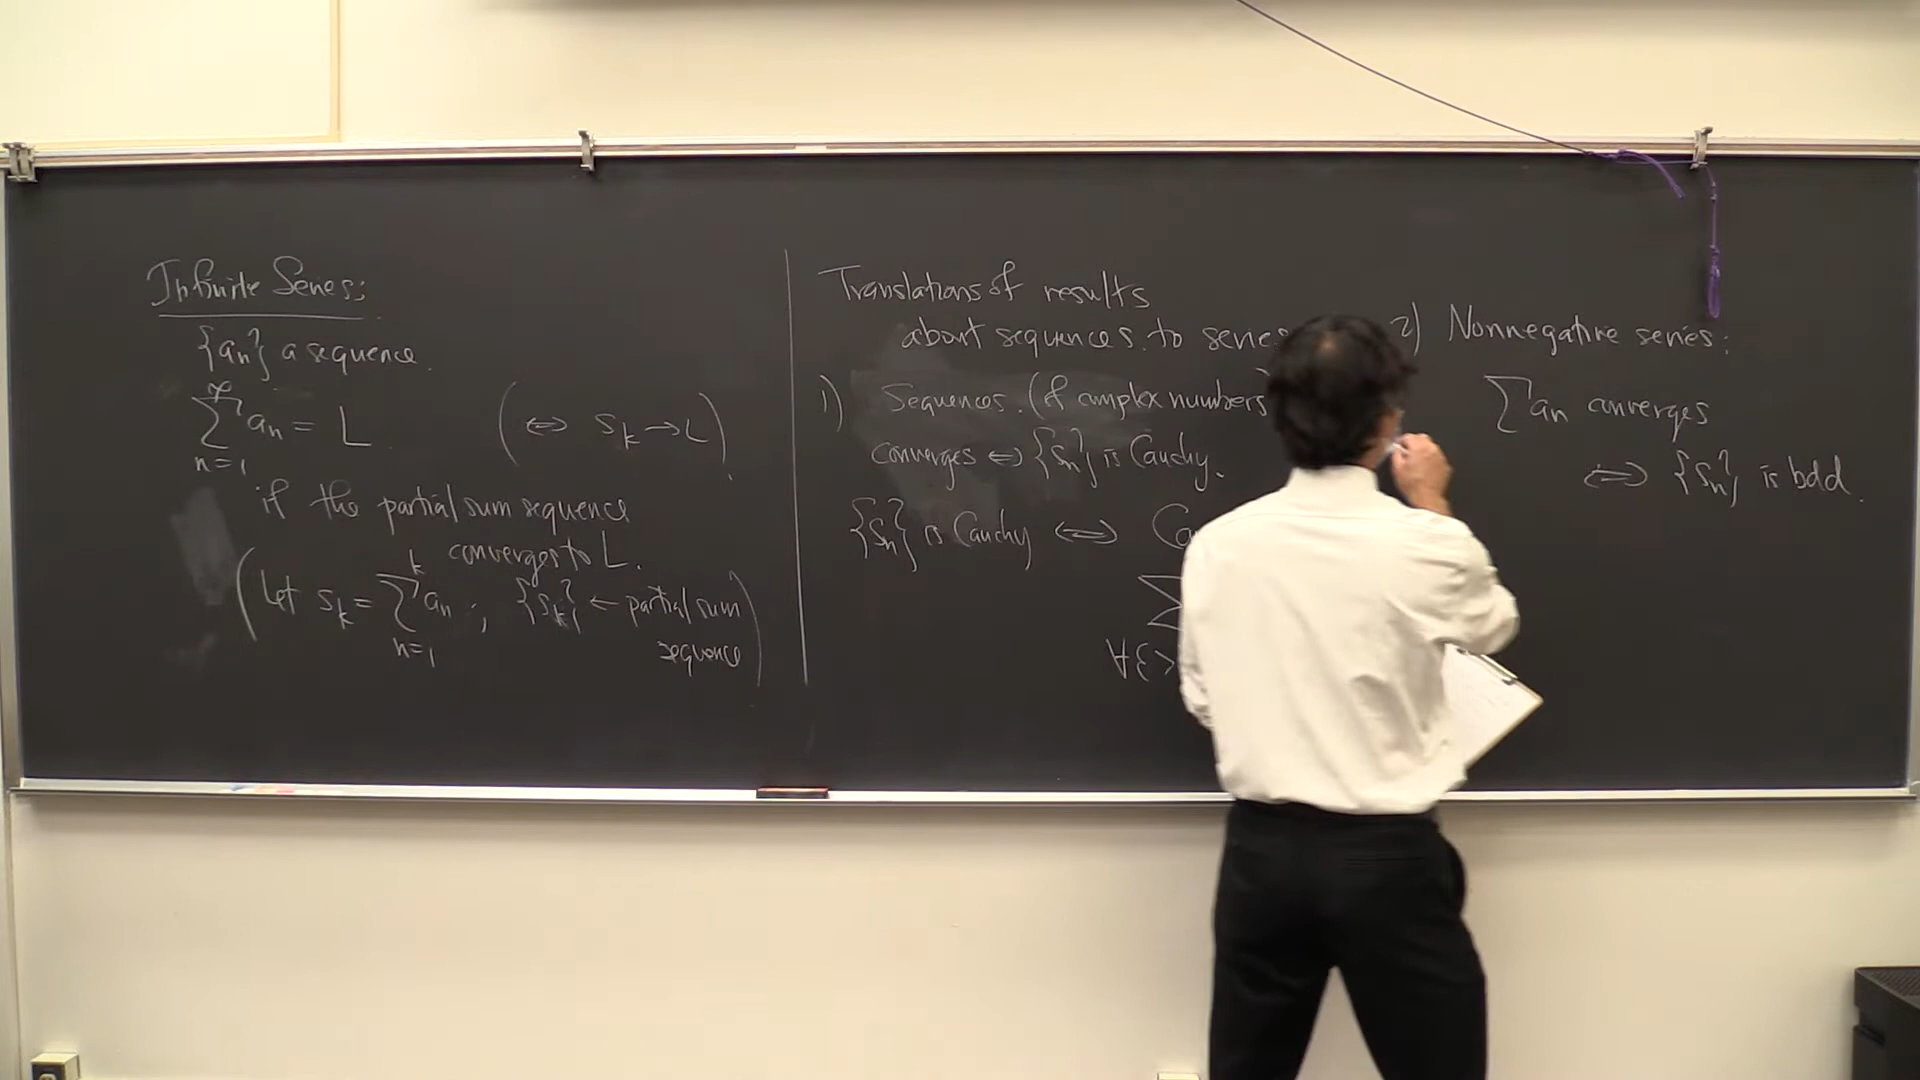 Infinite Series:
{an} a sequence.
∞
∑ an = L (⇔ sk → L).
n=1
if the partial sum sequence
converges to L.
k
(Let sk = ∑ an ; {sk} ← partial sum
n=1 sequence)
Translations of results
about sequences to series
1) Sequences. (of complex numbers)
converges ⇔ {sn} is Cauchy.
{sn} is Cauchy ⇔
∀ε>
2) Nonnegative series:
∑ an converges
⇔ {sn} is bdd.